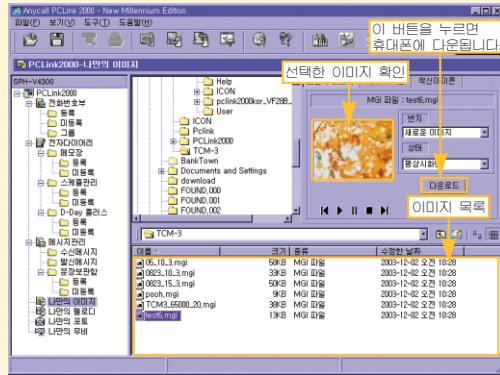 Anycall PCLink 2000 - New Millennium Edition
파일(F) 보기(V) 도구(T) 도움말(H)
이 버튼을 누르면
휴대폰에 다운됩니다.
PCLink2000-나만의 이미지
SPH-V4300
PCLink2000
전화번호부
등록
미등록
그룹
전자다이어리
메모장
등록
미등록
스케쥴관리
등록
미등록
D-Day 플러스
등록
미등록
메시지관리
수신메시지
발신메시지
문장보관함
등록
미등록
나만의 이미지
나만의 멜로디
나만의 포토
나만의 무비
Help
ICON
pclink2000kor_VF28B_
User
ICON
Pclink
PCLink2000
TCM-3
BankTown
Documents and Settings
download
FOUND,000
FOUND,001
FOUND,002
선택한 이미지 확인
착신아이콘
MGI 파일 : test6,mgi
번지
새로운 이미지
상태
평상시화면
다운로드
이미지 목록
TCM-3
이름 크기 종류 수정한 날짜
05_10_3,mgi 58KB MGI 파일 2003-12-02 오전 10:28
0823_10_3,mgi 33KB MGI 파일 2003-12-02 오전 10:28
0823_15_3,mgi 50KB MGI 파일 2003-12-02 오전 10:28
pooh,mgi 9KB MGI 파일 2003-12-02 오전 10:28
TCM3_65000_20,mgi 38KB MGI 파일 2003-12-02 오전 10:28
test6,mgi 13KB MGI 파일 2003-12-02 오전 10:28